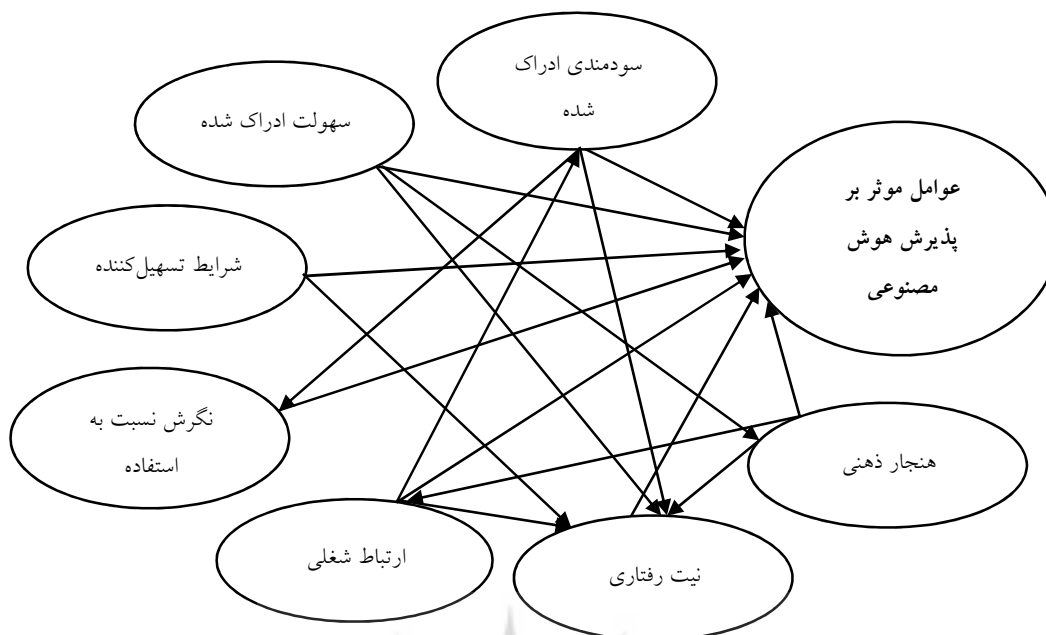 سودمندی ادراک
شده
سهولت ادراک شده
عوامل موثر بر
پذیرش هوش
مصنوعی
شرایط تسهیل‌کننده
نگرش نسبت به
استفاده
هنجار ذهنی
ارتباط شغلی
نیت رفتاری